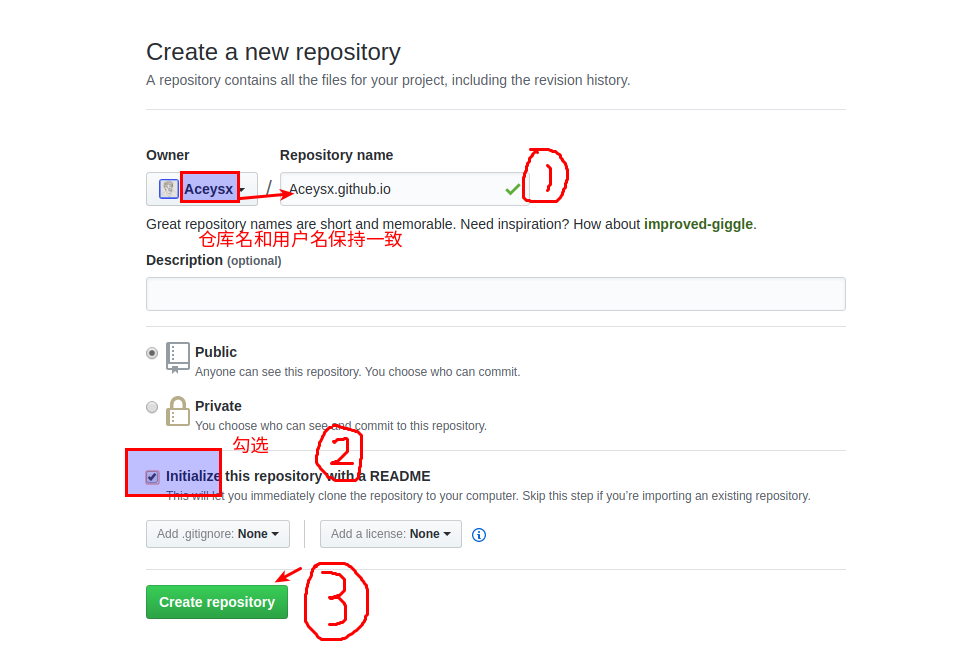 Create a new repository
A repository contains all the files for your project, including the revision history.
Owner Repository name
Aceysx / Aceysx.github.io 1
Great repository names are short and memorable. Need inspiration? How about improved-giggle.
仓库名和用户名保持一致
Description (optional)
Public
Anyone can see this repository. You choose who can commit.
Private
You choose who can see and commit to this repository.
勾选 2
Initialize this repository with a README
This will let you immediately clone the repository to your computer. Skip this step if you’re importing an existing repository.
Add .gitignore: None Add a license: None
Create repository 3